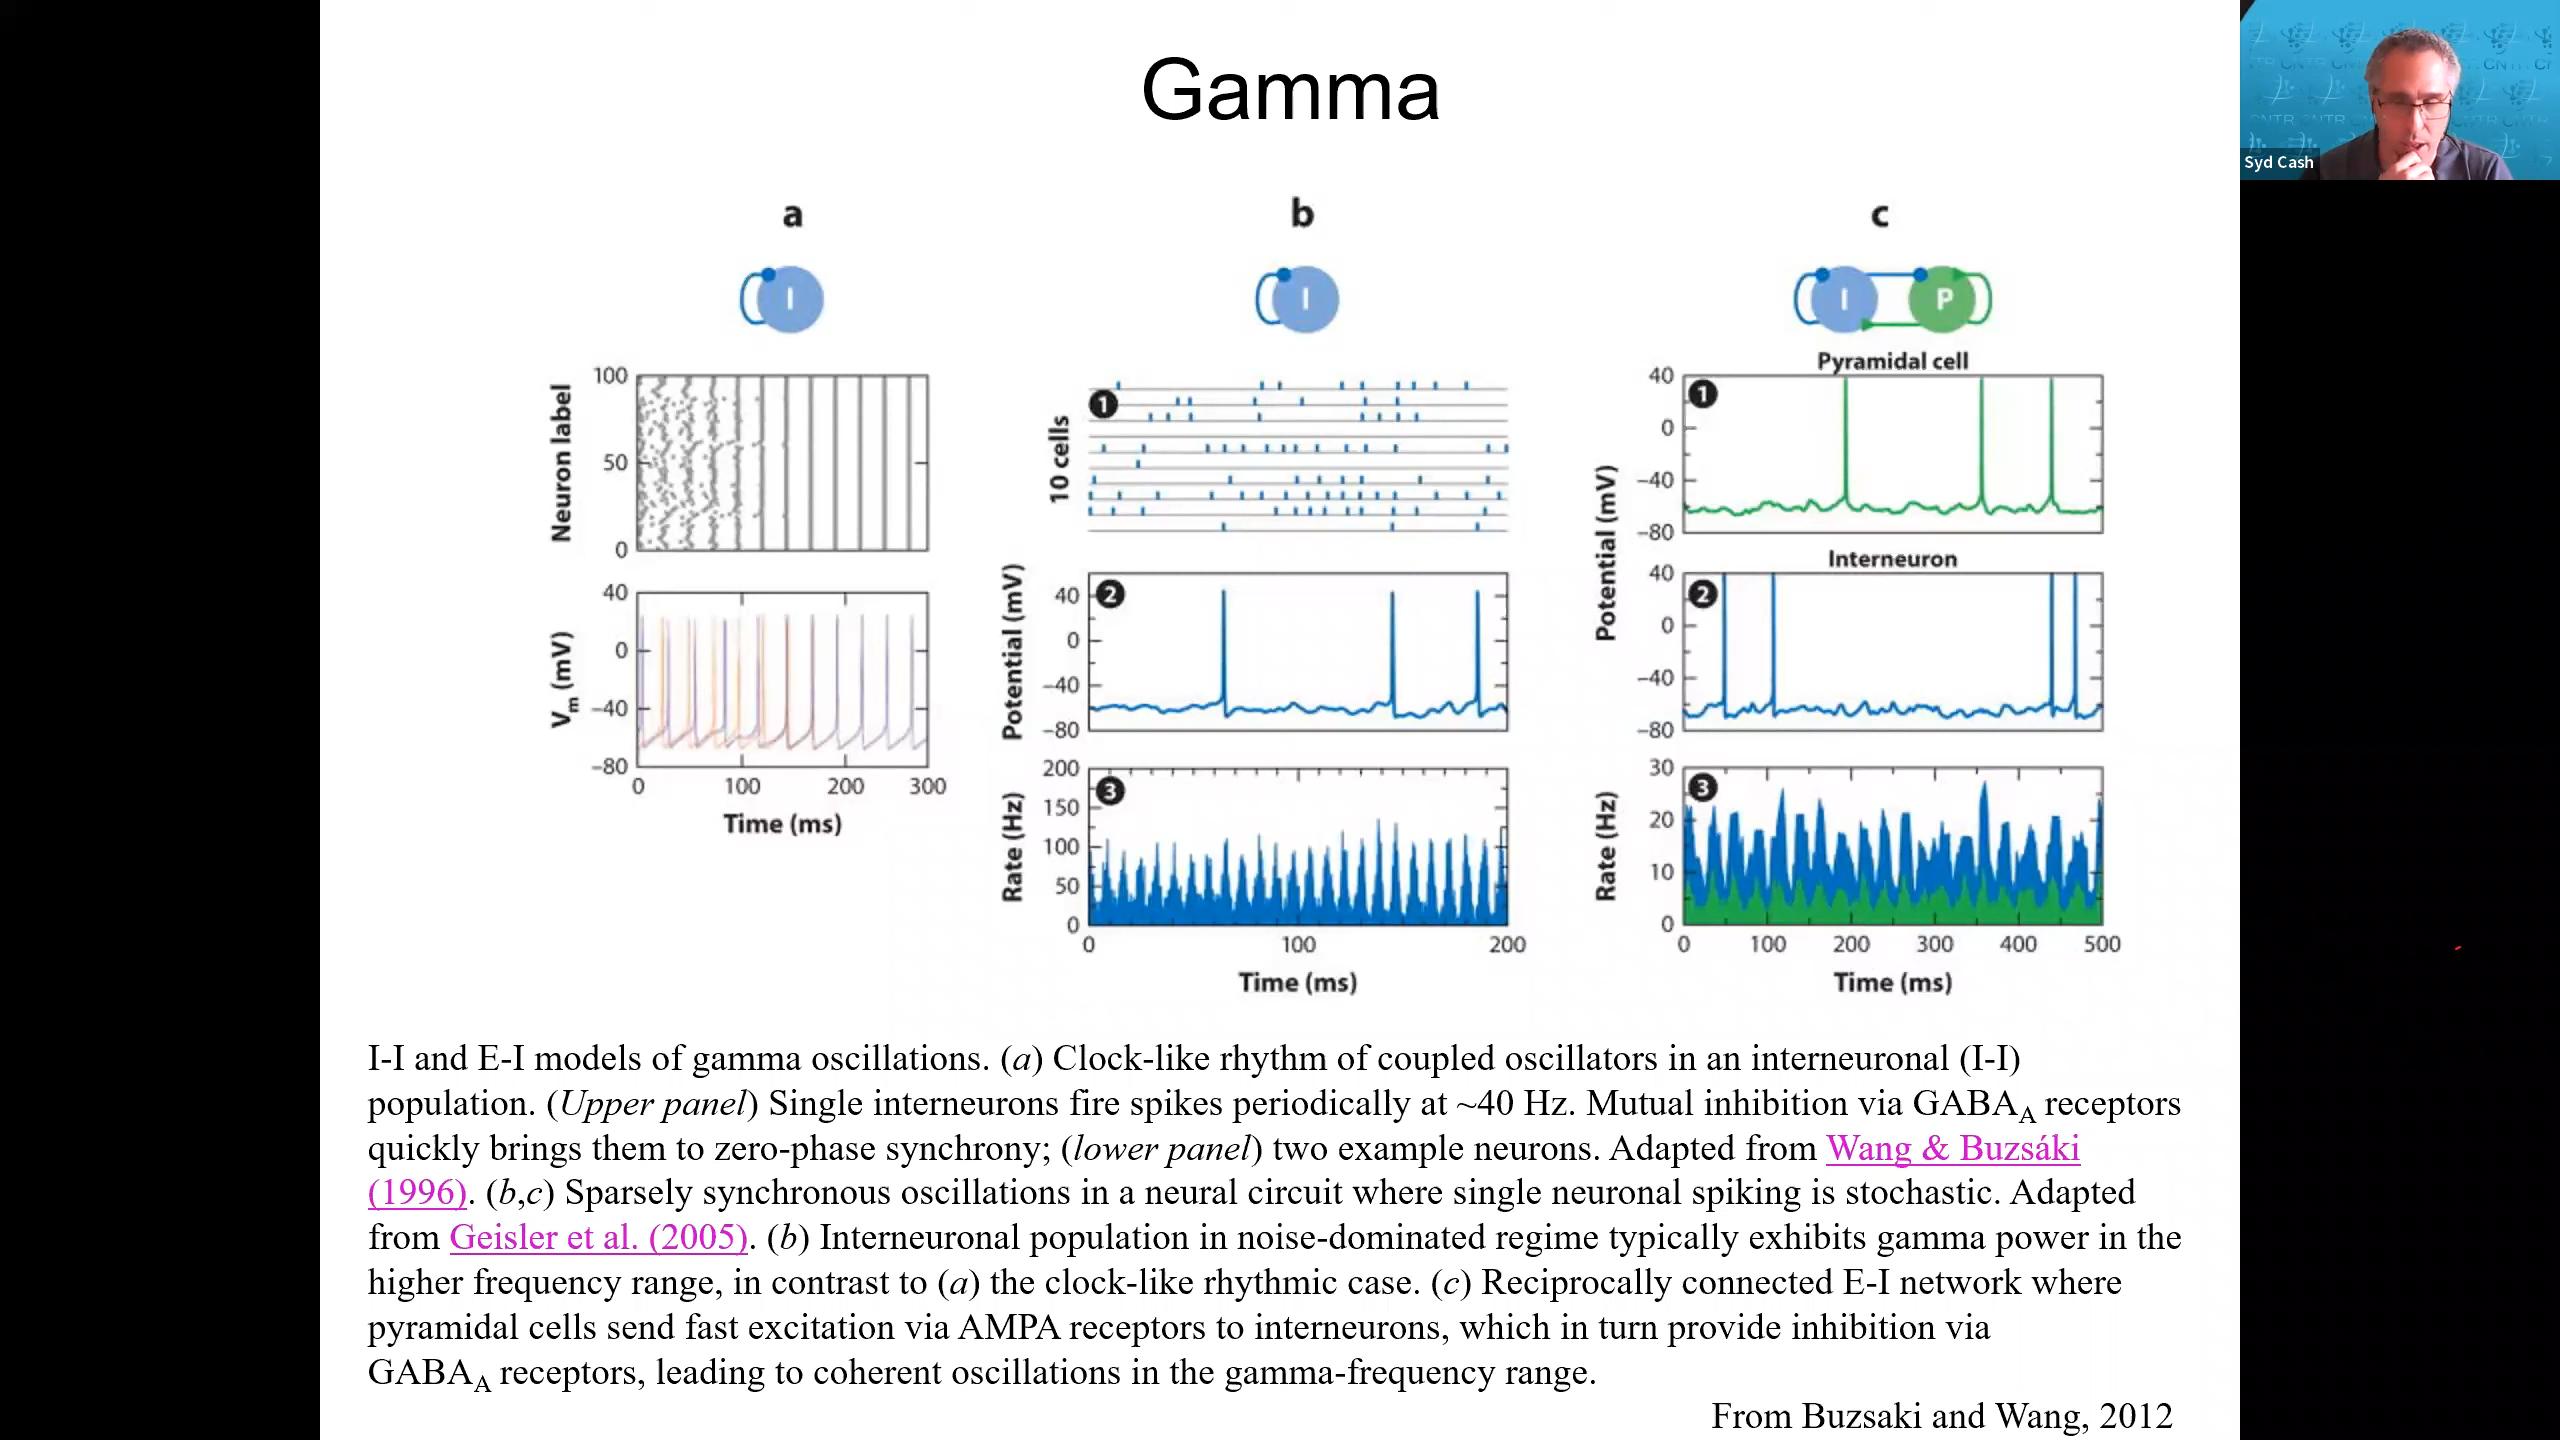 Gamma
Syd Cash
a
b
c
I
I
I
P
Neuron label
100
50
0
Vm (mV)
40
0
−40
−80
0
100
200
300
Time (ms)
10 cells
1
Potential (mV)
2
40
0
−40
−80
Rate (Hz)
3
200
150
100
50
0
0
100
200
Time (ms)
Pyramidal cell
1
40
0
−40
−80
Potential (mV)
Interneuron
2
40
0
−40
−80
Rate (Hz)
3
30
20
10
0
0
100
200
300
400
500
Time (ms)
I-I and E-I models of gamma oscillations. (a) Clock-like rhythm of coupled oscillators in an interneuronal (I-I)
population. (Upper panel) Single interneurons fire spikes periodically at ~40 Hz. Mutual inhibition via GABAA receptors
quickly brings them to zero-phase synchrony; (lower panel) two example neurons. Adapted from Wang & Buzsáki
(1996). (b,c) Sparsely synchronous oscillations in a neural circuit where single neuronal spiking is stochastic. Adapted
from Geisler et al. (2005). (b) Interneuronal population in noise-dominated regime typically exhibits gamma power in the
higher frequency range, in contrast to (a) the clock-like rhythmic case. (c) Reciprocally connected E-I network where
pyramidal cells send fast excitation via AMPA receptors to interneurons, which in turn provide inhibition via
GABAA receptors, leading to coherent oscillations in the gamma-frequency range.
From Buzsaki and Wang, 2012